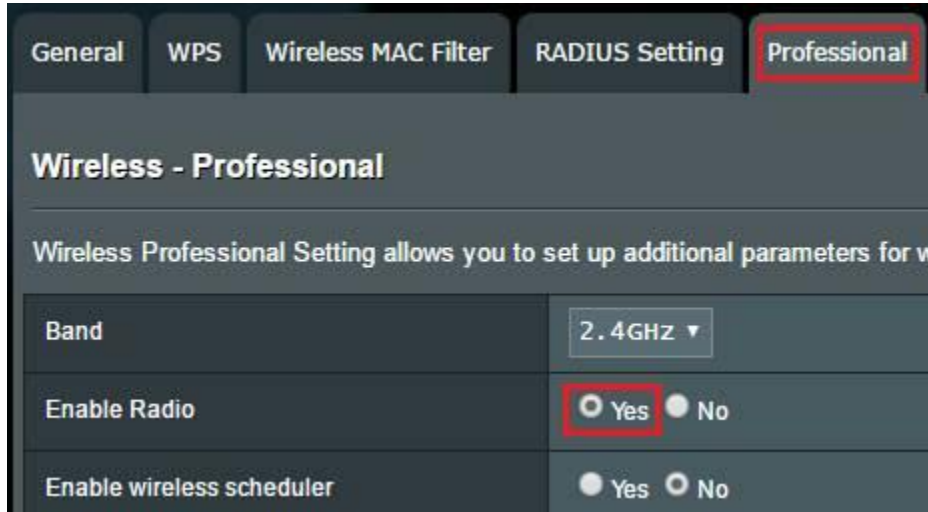 General WPS Wireless MAC Filter RADIUS Setting Professional
Wireless - Professional
Wireless Professional Setting allows you to set up additional parameters for
Band 2.4GHz
Enable Radio Yes No
Enable wireless scheduler Yes No